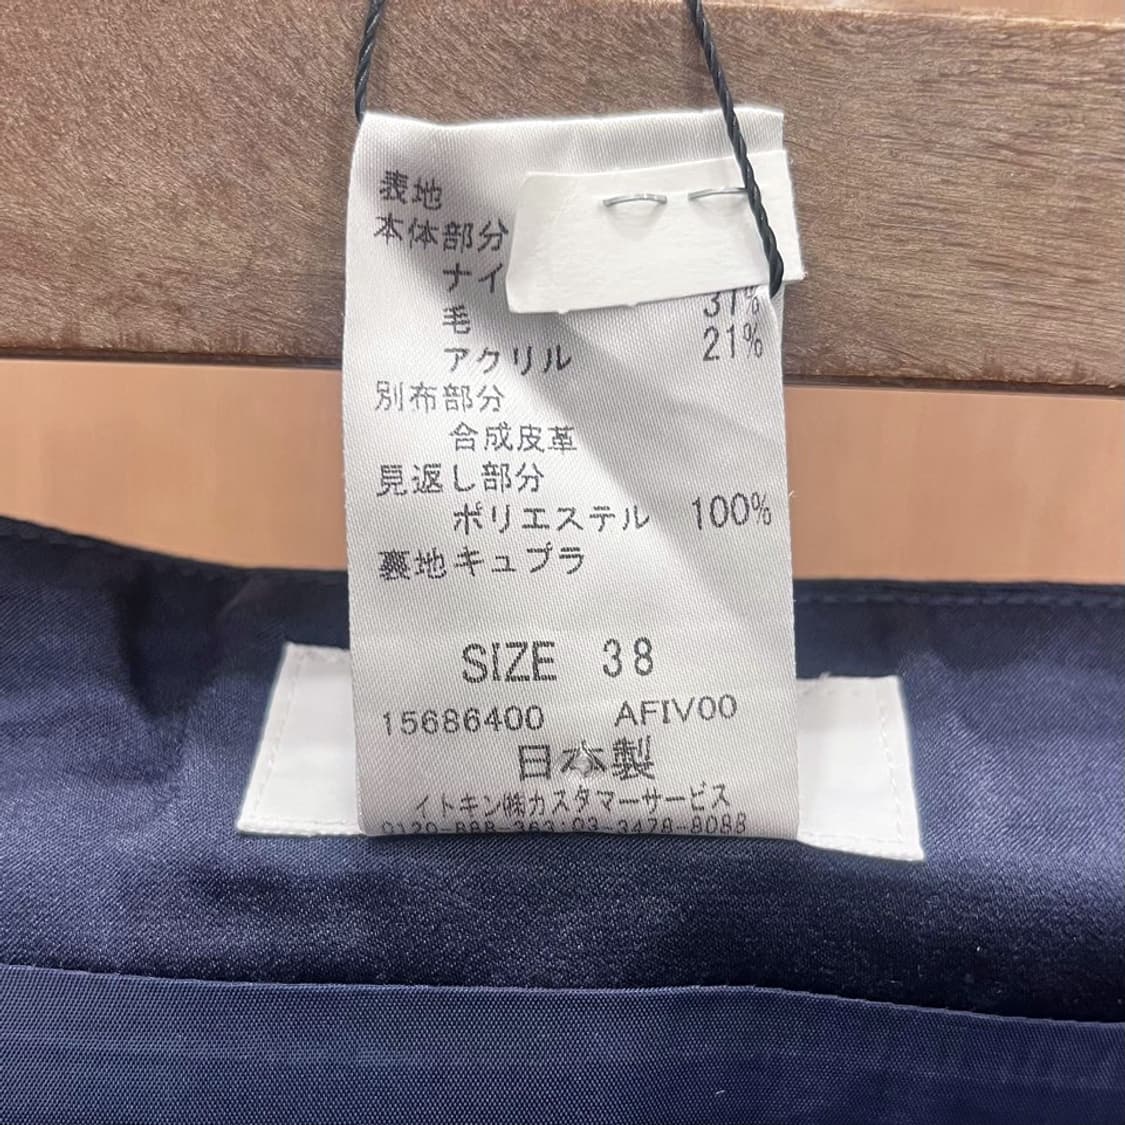 表地
本体部分
ナイ
毛 31%
アクリル 21%
別布部分
合成皮革
見返し部分
ポリエステル 100%
裏地キュプラ
SIZE 38
15686400 AFIV00
日本製
イトキン㈱カスタマーサービス
0120-888-363:03-3478-8088